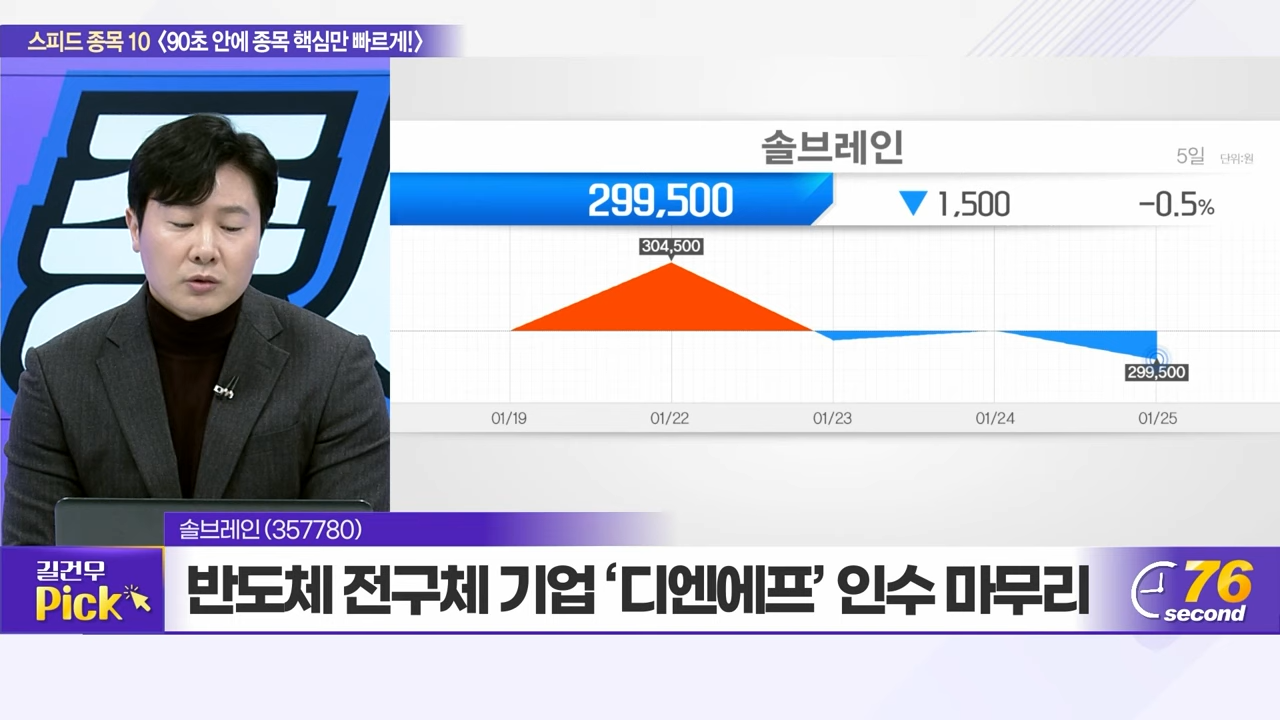 스피드 종목 10 〈90초 안에 종목 핵심만 빠르게!〉
솔브레인
5일 단위:원
299,500 ▼ 1,500 -0.5%
304,500
299,500
01/19 01/22 01/23 01/24 01/25
솔브레인 (357780)
길건무
Pick
반도체 전구체 기업 ‘디엔에프’ 인수 마무리
76
second